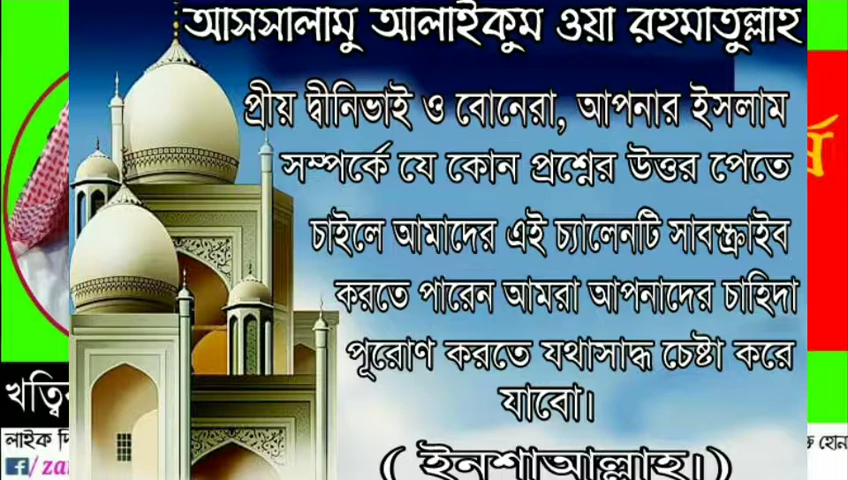 আসসালামু আলাইকুম ওয়া রহমাতুল্লাহ
প্রীয় দ্বীনিভাই ও বোনেরা, আপনার ইসলাম
সম্পর্কে যে কোন প্রশ্নের উত্তর পেতে
চাইলে আমাদের এই চ্যালেনটি সাবস্ক্রাইব
করতে পারেন আমরা আপনাদের চাহিদা
পূরোণ করতে যথাসাদ্ধ চেষ্টা করে
যাবো।
( ইনশাআল্লাহ।)
লাইক